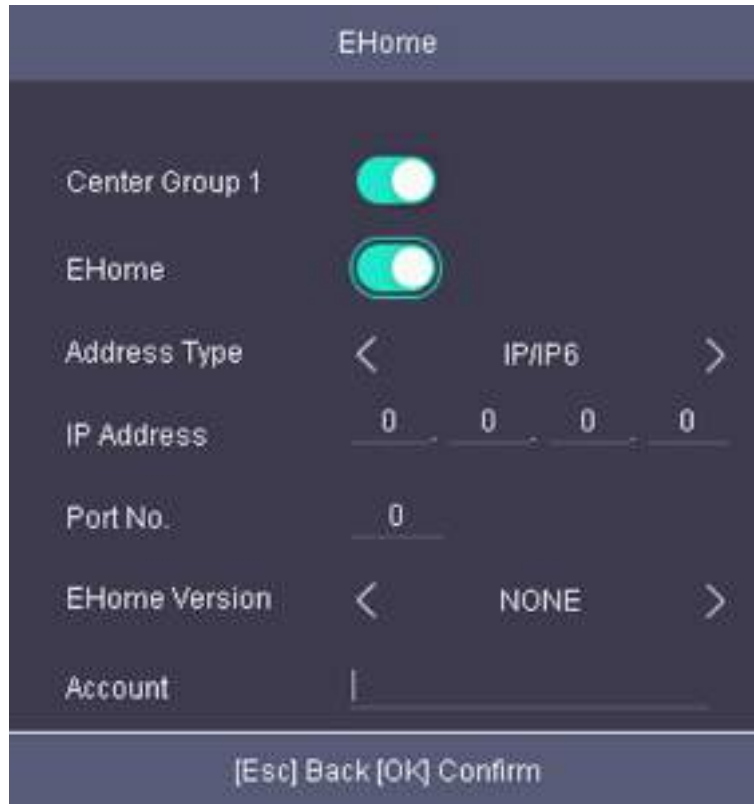 EHome
Center Group 1
EHome
Address Type < IP/IP6 >
IP Address 0 . 0 . 0 . 0
Port No. 0
EHome Version < NONE >
Account
[Esc] Back [OK] Confirm